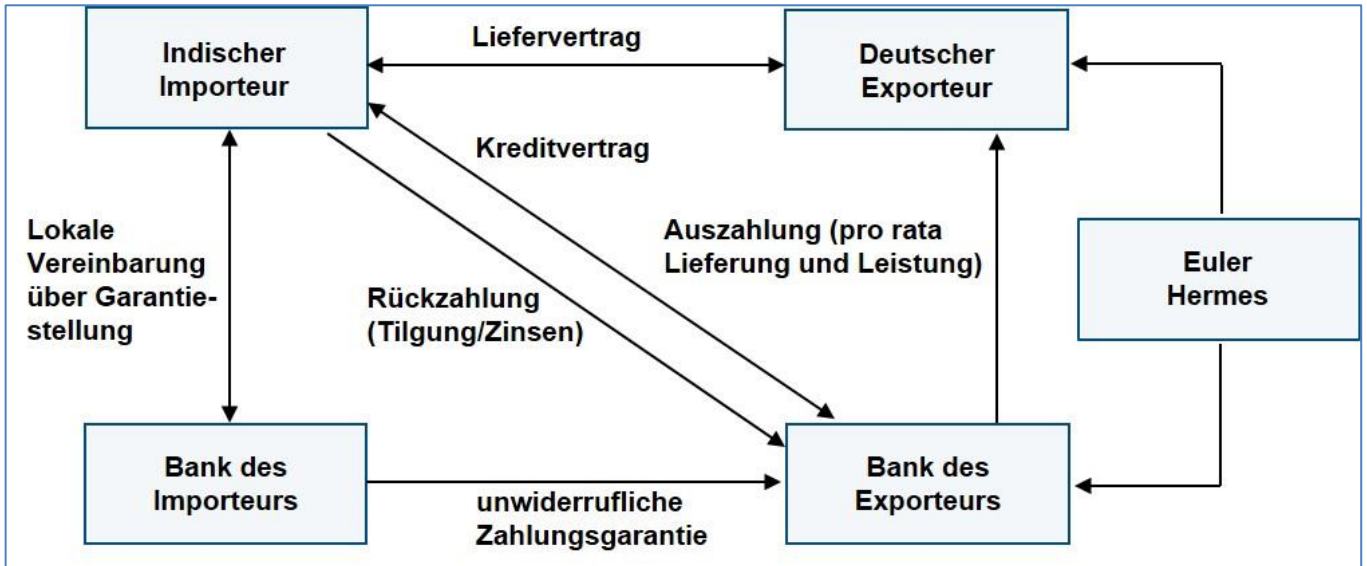 Indischer
Importeur
Liefervertrag
Deutscher
Exporteur
Kreditvertrag
Lokale
Vereinbarung
über Garantie-
stellung
Rückzahlung
(Tilgung/Zinsen)
Auszahlung (pro rata
Lieferung und Leistung)
Euler
Hermes
Bank des
Importeurs
unwiderrufliche
Zahlungsgarantie
Bank des
Exporteurs